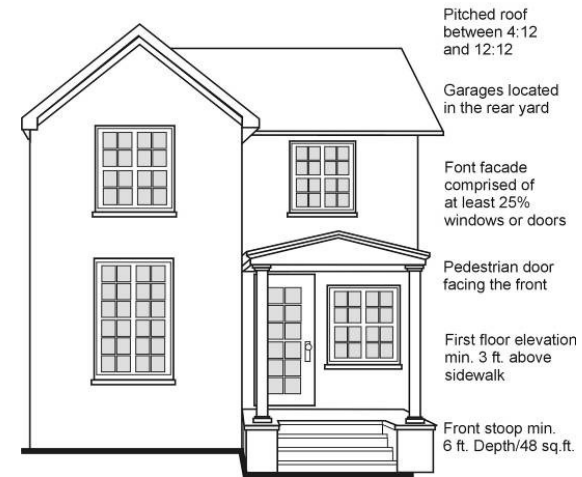 Pitched roof
between 4:12
and 12:12
Garages located
in the rear yard
Font facade
comprised of
at least 25%
windows or doors
Pedestrian door
facing the front
First floor elevation
min. 3 ft. above
sidewalk
Front stoop min.
6 ft. Depth/48 sq.ft.